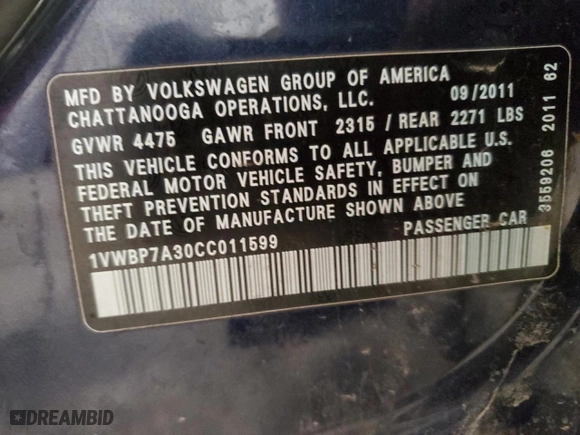 MFD BY VOLKSWAGEN GROUP OF AMERICA
CHATTANOOGA OPERATIONS, LLC. 09/2011
GVWR 4475 GAWR FRONT 2315 / REAR 2271 LBS
THIS VEHICLE CONFORMS TO ALL APPLICABLE U.S.
FEDERAL MOTOR VEHICLE SAFETY, BUMPER AND
THEFT PREVENTION STANDARDS IN EFFECT ON
THE DATE OF MANUFACTURE SHOWN ABOVE
1VWBP7A30CC011599 PASSENGER CAR
3559206 2011 62
DREAMBID